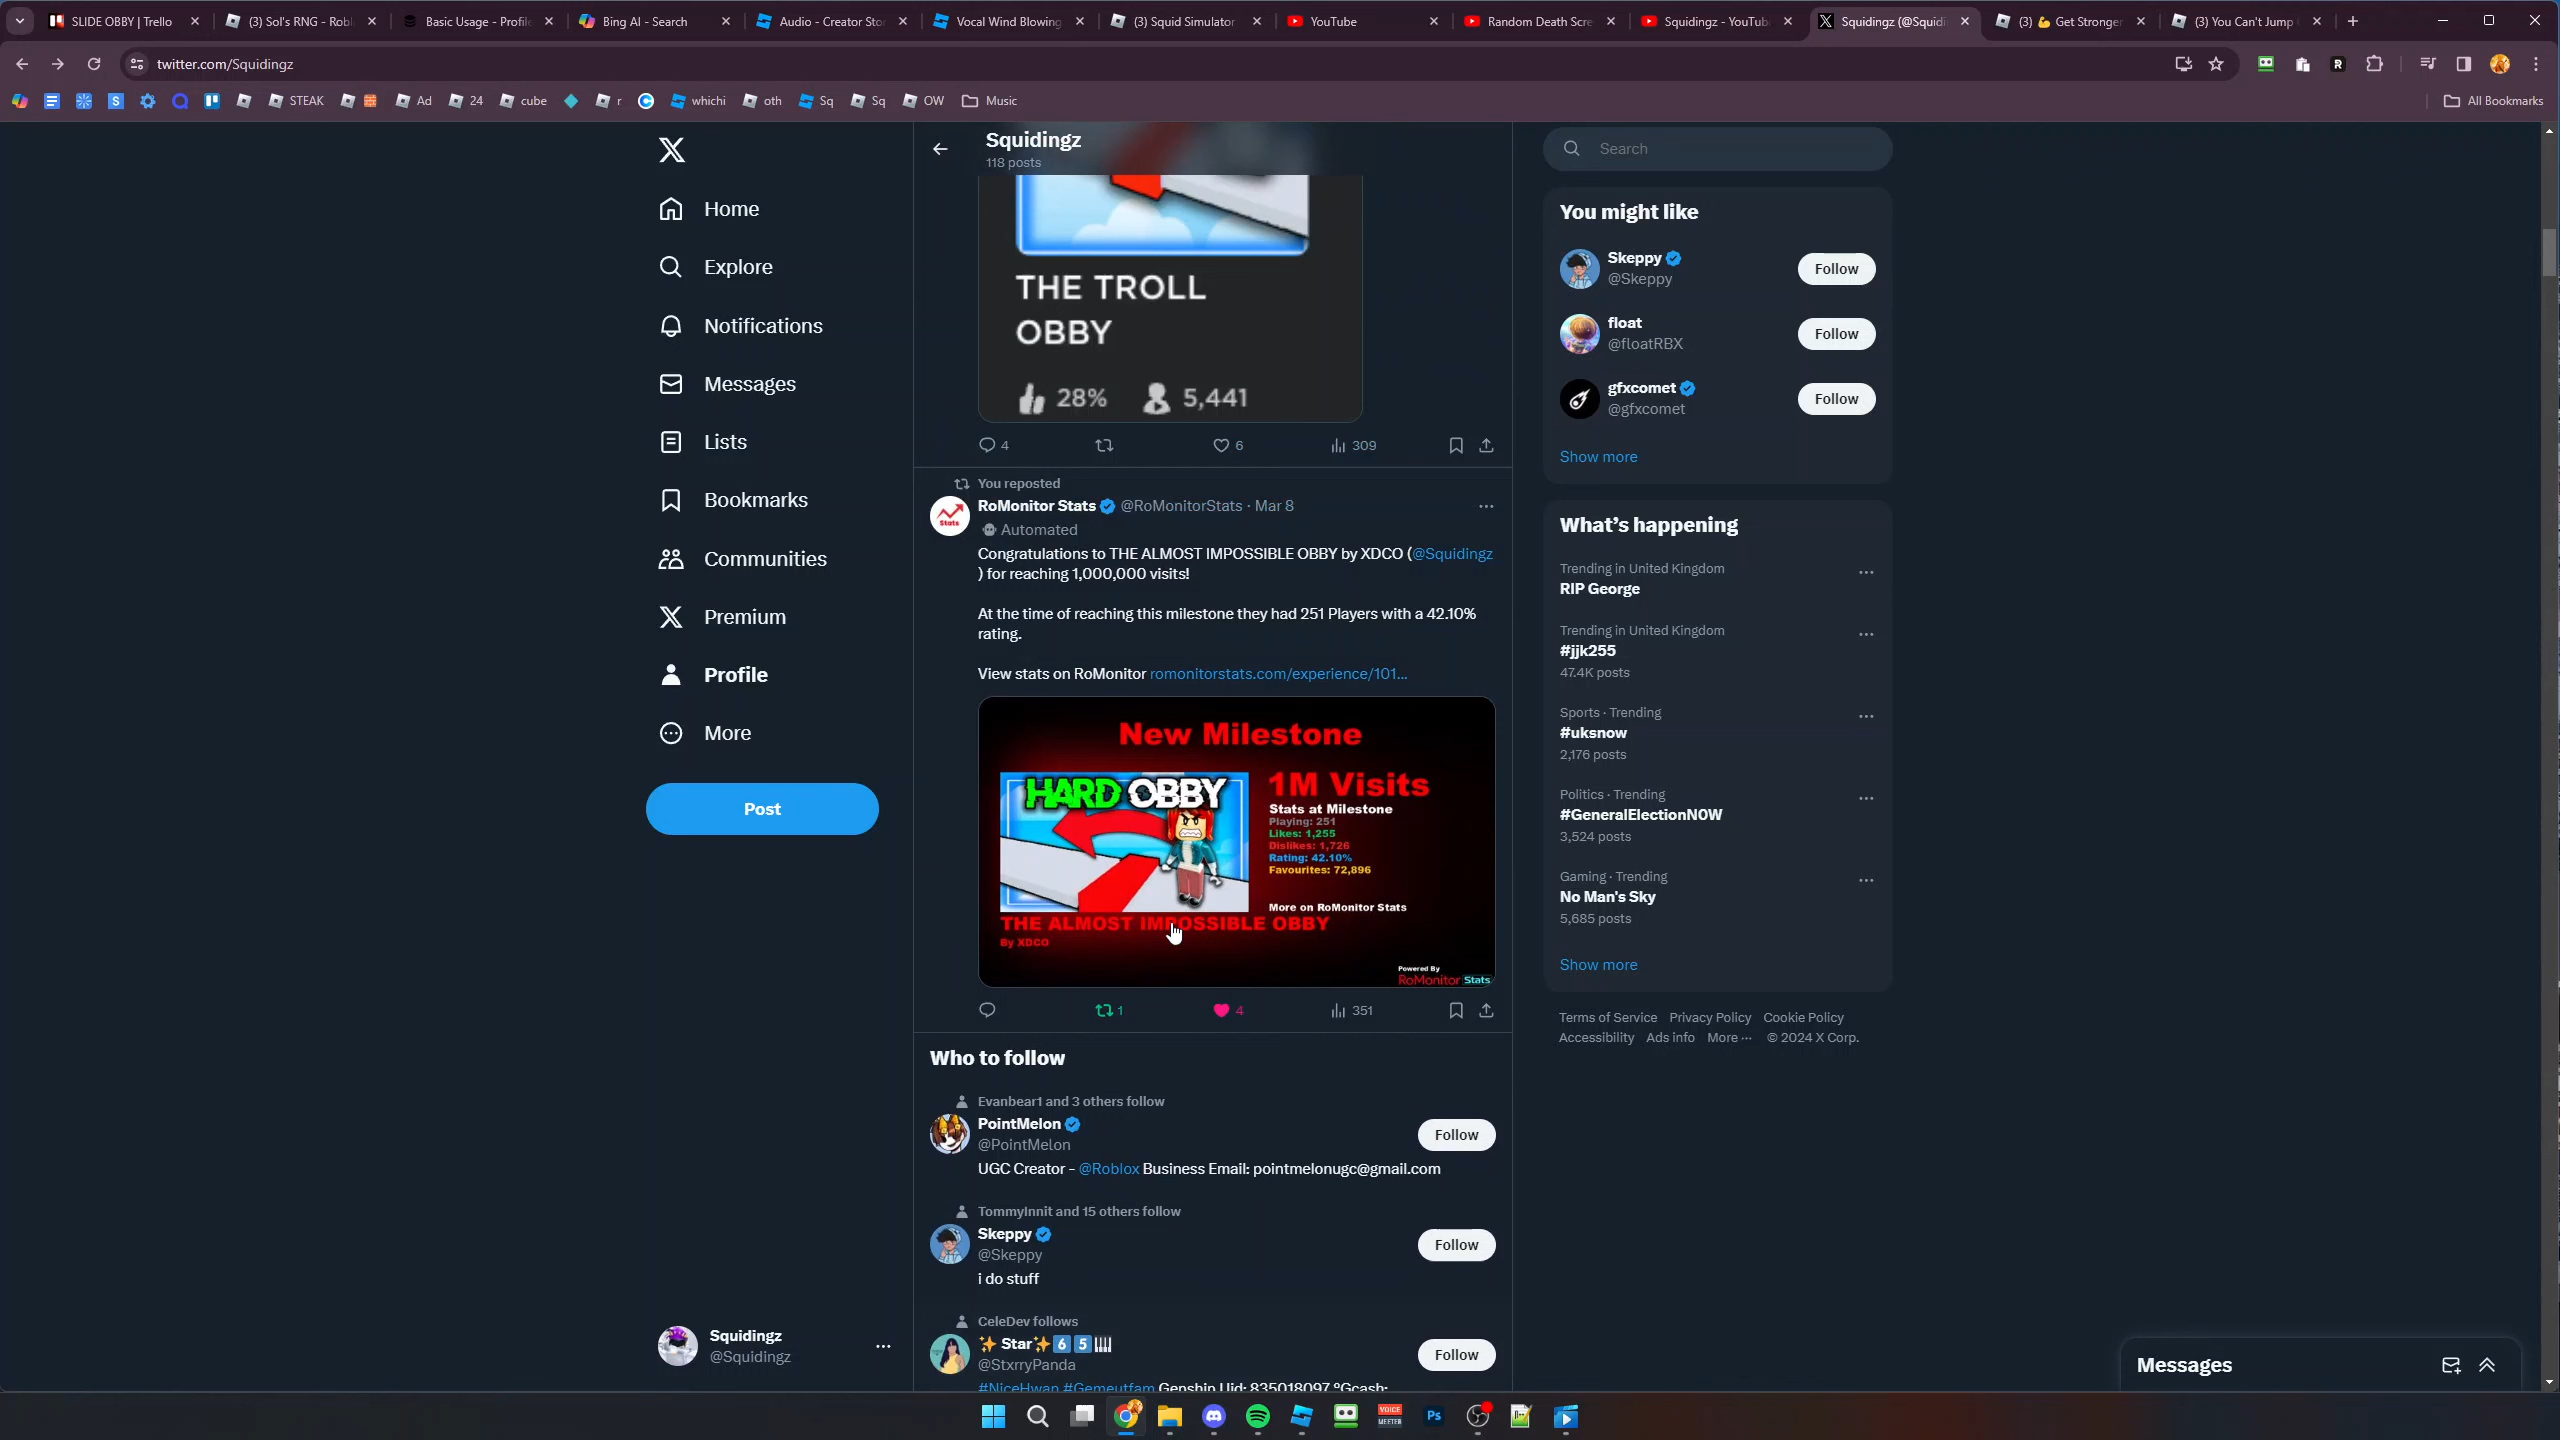 SLIDE OBBY | Trello
(3) Sol's RNG - Robl
Basic Usage - Profile
Bing AI - Search
Audio - Creator Sto
Vocal Wind Blowing
(3) Squid Simulator
YouTube
Random Death Scre
Squidingz - YouTub
Squidingz (@Squidi
(3) 💪 Get Stronger
(3) You Can't Jump
twitter.com/Squidingz
STEAK
Ad
24
cube
r
whichi
oth
Sq
Sq
OW
Music
All Bookmarks
Home
Explore
Notifications
Messages
Lists
Bookmarks
Communities
Premium
Profile
More
Post
Squidingz
@Squidingz
Squidingz
118 posts
THE TROLL
OBBY
28% 5,441
4 6 309
You reposted
RoMonitor Stats @RoMonitorStats · Mar 8
Automated
Congratulations to THE ALMOST IMPOSSIBLE OBBY by XDCO (@Squidingz
) for reaching 1,000,000 visits!
At the time of reaching this milestone they had 251 Players with a 42.10%
rating.
View stats on RoMonitor romonitorstats.com/experience/101…
New Milestone
HARD OBBY
1M Visits
Stats at Milestone
Playing: 251
Likes: 1,255
Dislikes: 1,726
Rating: 42.10%
Favourites: 72,896
More on RoMonitor Stats
THE ALMOST IMPOSSIBLE OBBY
By XDCO
Powered By
RoMonitor Stats
1 4 351
Who to follow
Evanbear1 and 3 others follow
PointMelon
@PointMelon
Follow
UGC Creator - @Roblox Business Email: pointmelonugc@gmail.com
TommyInnit and 15 others follow
Skeppy
@Skeppy
Follow
i do stuff
CeleDev follows
✨ Star✨6️⃣5️⃣🎹
@StxrryPanda
Follow
#NiceHwan #Gemeutfam Genshin Uid: 835018097 °Gcash:
Search
You might like
Skeppy
@Skeppy
Follow
float
@floatRBX
Follow
gfxcomet
@gfxcomet
Follow
Show more
What's happening
Trending in United Kingdom
RIP George
Trending in United Kingdom
#jjk255
47.4K posts
Sports · Trending
#uksnow
2,176 posts
Politics · Trending
#GeneralElectionN0W
3,524 posts
Gaming · Trending
No Man's Sky
5,685 posts
Show more
Terms of Service Privacy Policy Cookie Policy
Accessibility Ads info More ··· © 2024 X Corp.
Messages
VOICE
MEETER
Ps